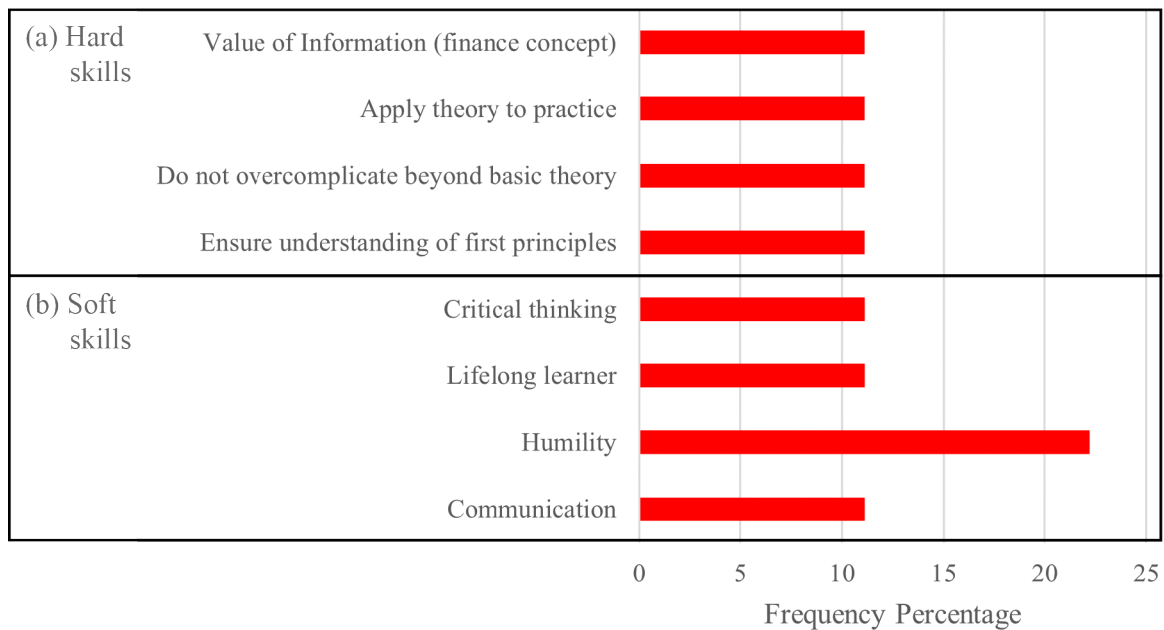 (a) Hard
skills
Value of Information (finance concept)
Apply theory to practice
Do not overcomplicate beyond basic theory
Ensure understanding of first principles
(b) Soft
skills
Critical thinking
Lifelong learner
Humility
Communication
0 5 10 15 20 25
Frequency Percentage